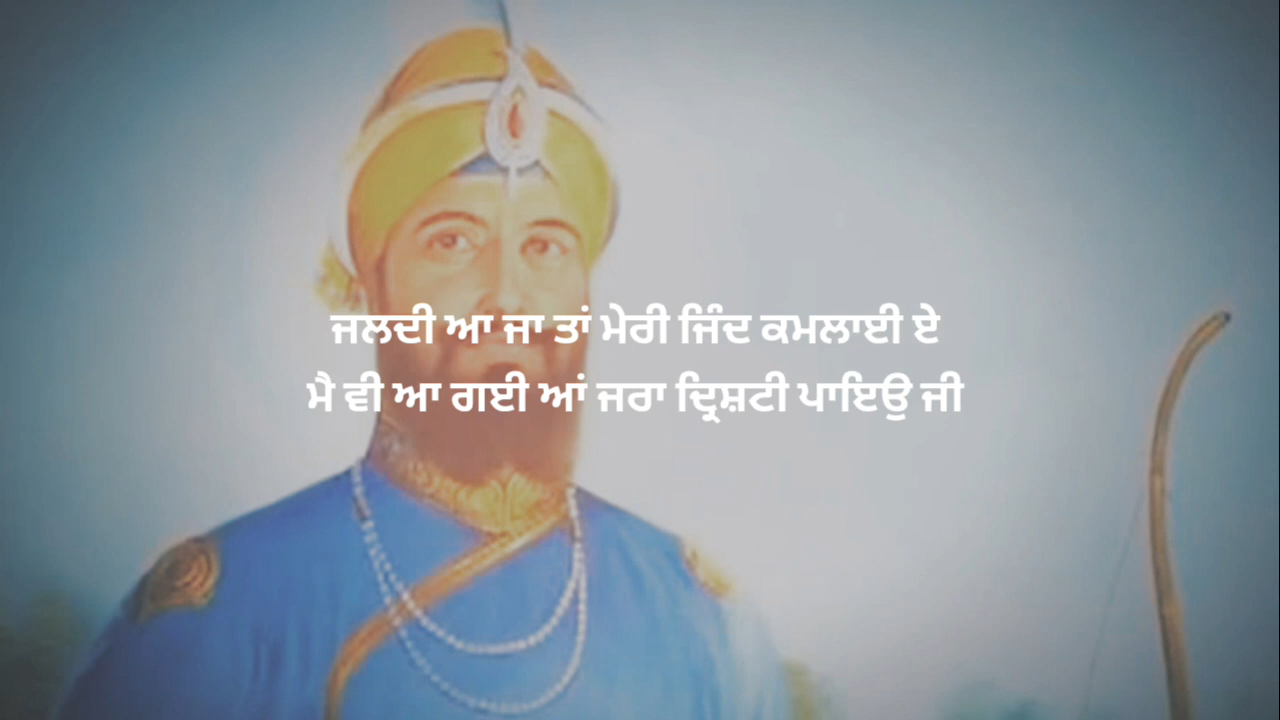 ਜਲਦੀ ਆ ਜਾ ਤਾਂ ਮੇਰੀ ਜਿੰਦ ਕਮਲਾਈ ਏ
ਮੈ ਵੀ ਆ ਗਈ ਆਂ ਜਰਾ ਦ੍ਰਿਸ਼ਟੀ ਪਾਇਉ ਜੀ